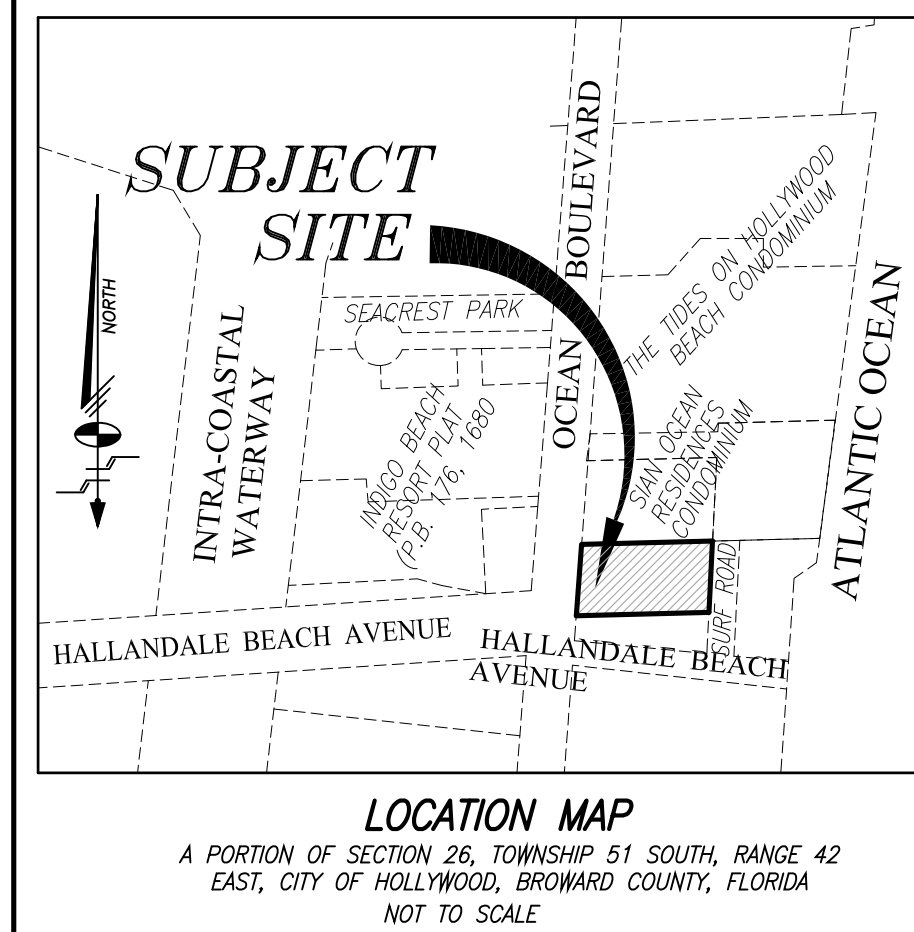 SUBJECT
SITE
NORTH
INTRA-COASTAL
WATERWAY
SEACREST PARK
INDIGO BEACH
RESORT PLAT
(P.B. 176, 1680
OCEAN BOULEVARD
THE TIDES ON HOLLYWOOD
BEACH CONDOMINIUM
SIAN OCEAN
RESIDENCES
CONDOMINIUM
ATLANTIC OCEAN
SURF ROAD
HALLANDALE BEACH AVENUE
HALLANDALE BEACH
AVENUE
LOCATION MAP
A PORTION OF SECTION 26, TOWNSHIP 51 SOUTH, RANGE 42
EAST, CITY OF HOLLYWOOD, BROWARD COUNTY, FLORIDA
NOT TO SCALE